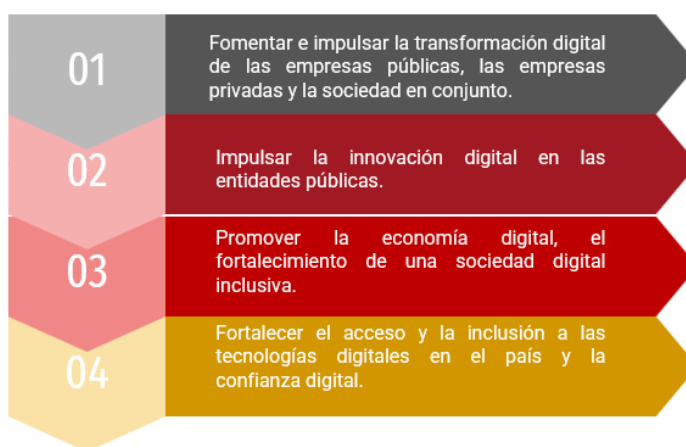 01
Fomentar e impulsar la transformación digital
de las empresas públicas, las empresas
privadas y la sociedad en conjunto.
02
Impulsar la innovación digital en las
entidades públicas.
03
Promover la economía digital, el
fortalecimiento de una sociedad digital
inclusiva.
04
Fortalecer el acceso y la inclusión a las
tecnologías digitales en el país y la
confianza digital.